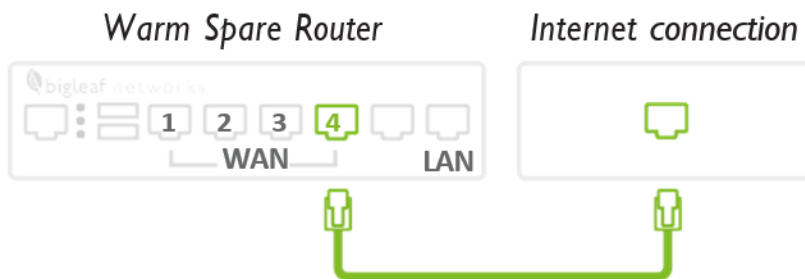 Warm Spare Router
Internet connection
bigleaf networks
1 2 3 4
WAN
LAN